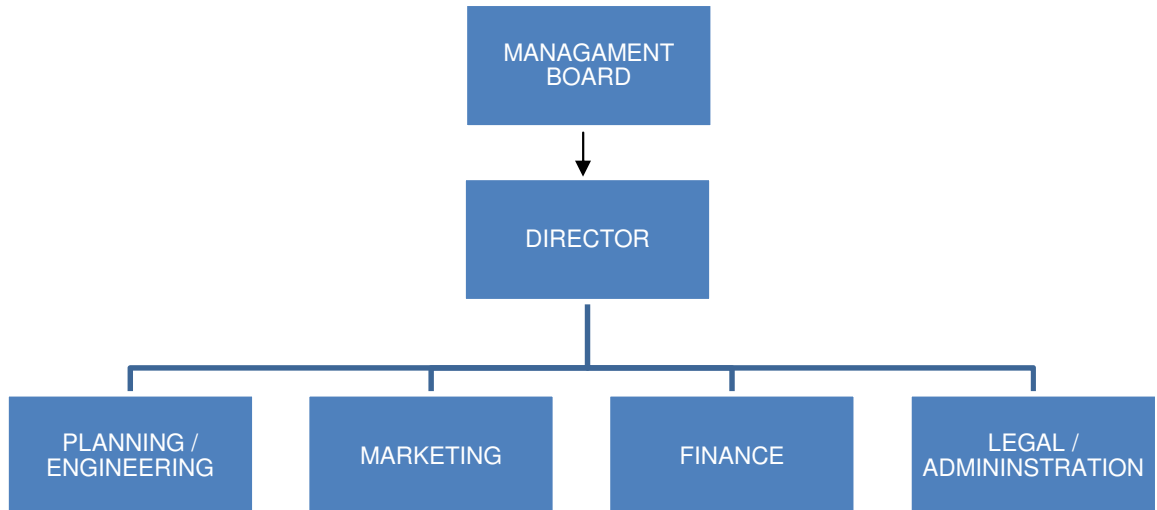 MANAGAMENT
BOARD
DIRECTOR
PLANNING /
ENGINEERING
MARKETING
FINANCE
LEGAL /
ADMININSTRATION